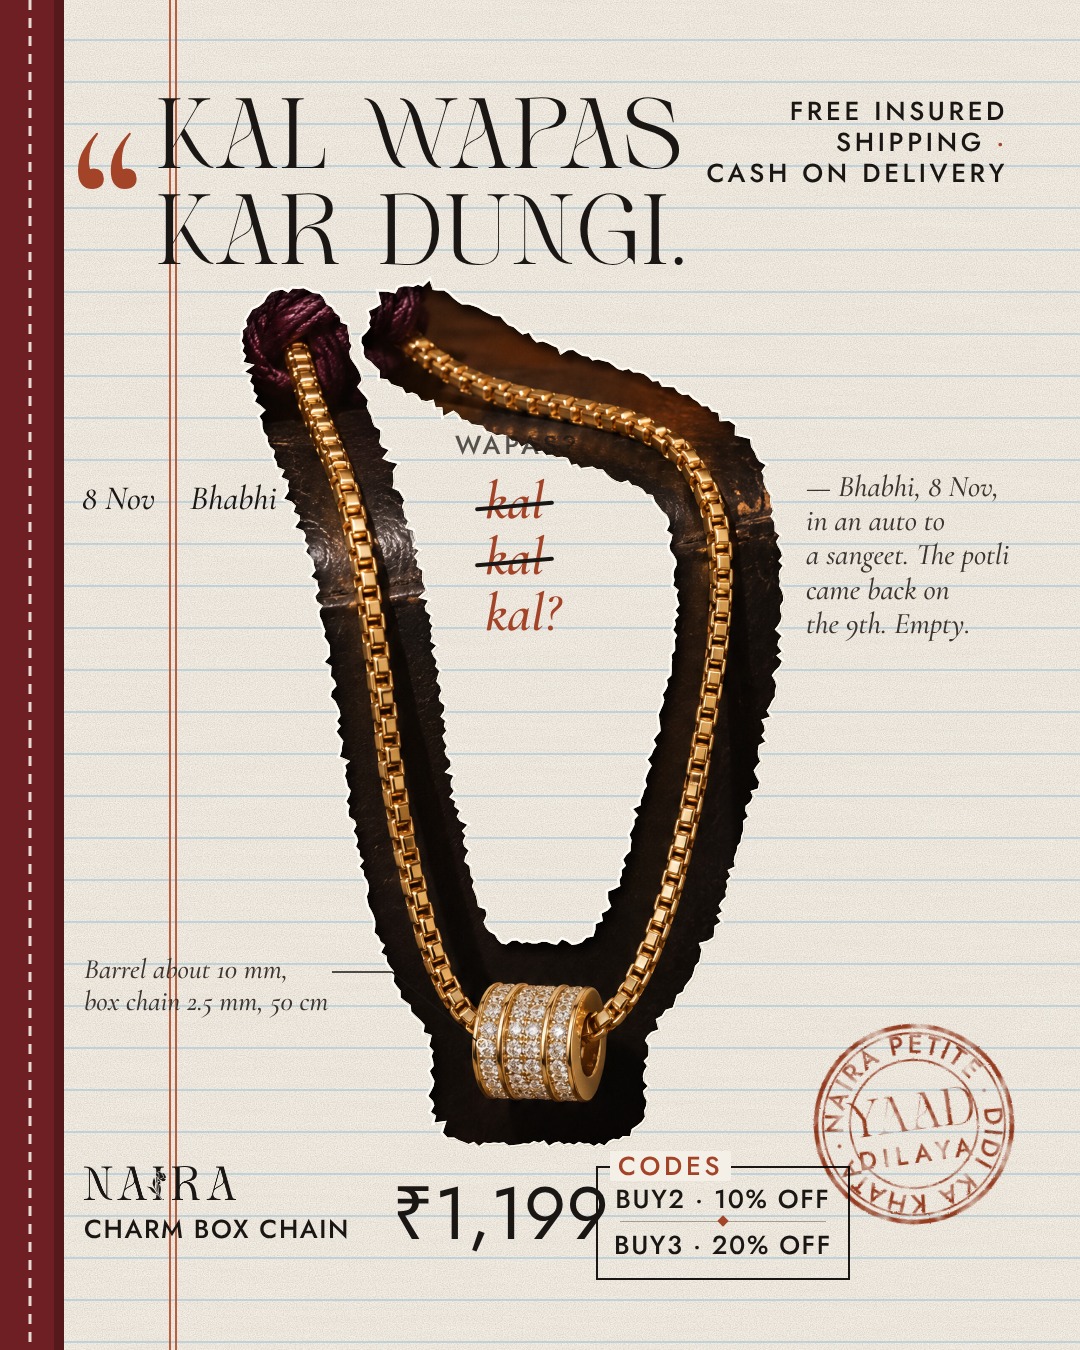 “KAL WAPAS
KAR DUNGI.
FREE INSURED
SHIPPING ·
CASH ON DELIVERY
WAPAS?
kal
kal
kal?
8 Nov Bhabhi
— Bhabhi, 8 Nov,
in an auto to
a sangeet. The potli
came back on
the 9th. Empty.
Barrel about 10 mm,
box chain 2.5 mm, 50 cm
NAIRA PETITE · DIDI KA KHATA ·
YAAD
DILAYA
NAIRA
CHARM BOX CHAIN
₹1,199
CODES
BUY2 · 10% OFF
BUY3 · 20% OFF